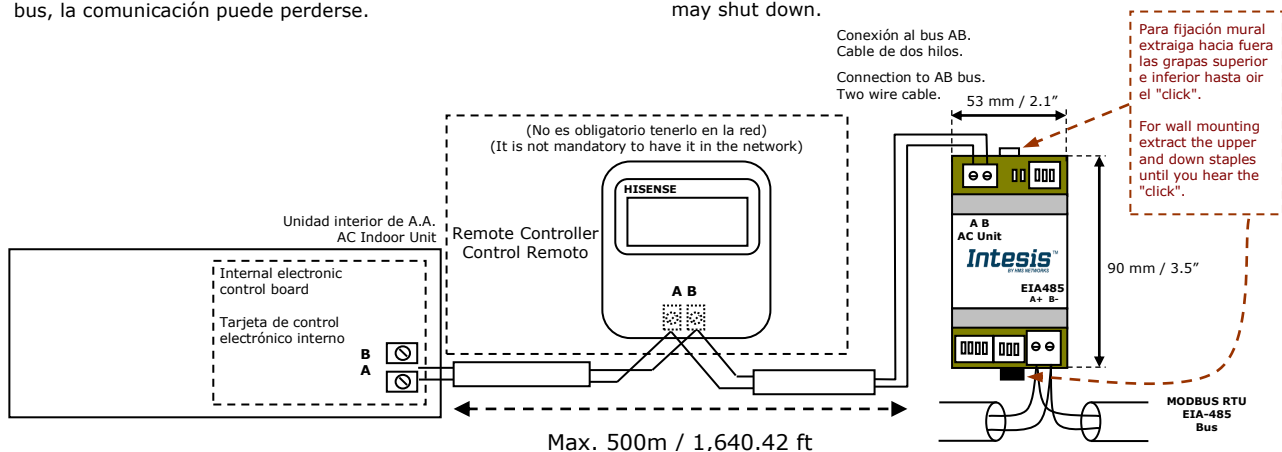 bus, la comunicación puede perderse.
may shut down.
Conexión al bus AB.
Cable de dos hilos.
Connection to AB bus.
Two wire cable.
Para fijación mural
extraiga hacia fuera
las grapas superior
e inferior hasta oir
el "click".
For wall mounting
extract the upper
and down staples
until you hear the
"click".
53 mm / 2.1″
(No es obligatorio tenerlo en la red)
(It is not mandatory to have it in the network)
HISENSE
Unidad interior de A.A.
AC Indoor Unit
Remote Controller
Control Remoto
A B
Internal electronic
control board
Tarjeta de control
electrónico interno
B
A
A B
AC Unit
Intesis™
BY HMS NETWORKS
EIA485
A+ B-
90 mm / 3.5″
MODBUS RTU
EIA-485
Bus
Max. 500m / 1,640.42 ft